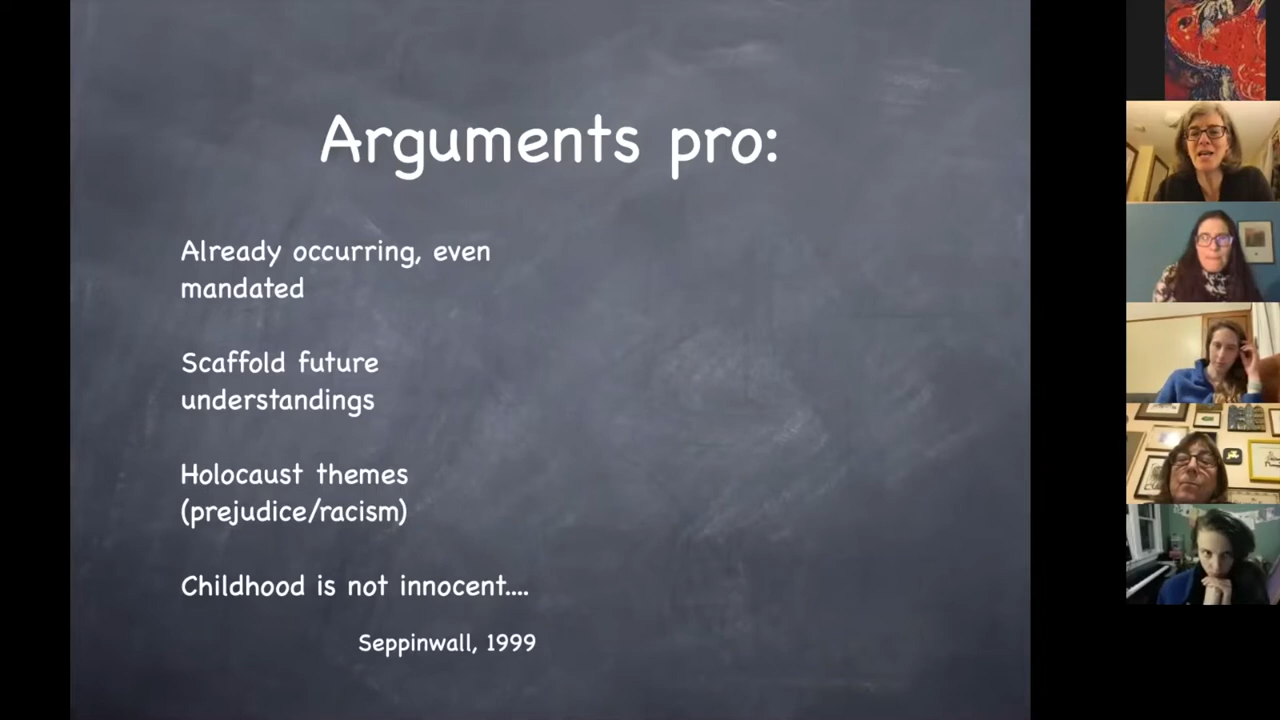 Arguments pro:
Already occurring, even
mandated
Scaffold future
understandings
Holocaust themes
(prejudice/racism)
Childhood is not innocent....
Seppinwall, 1999